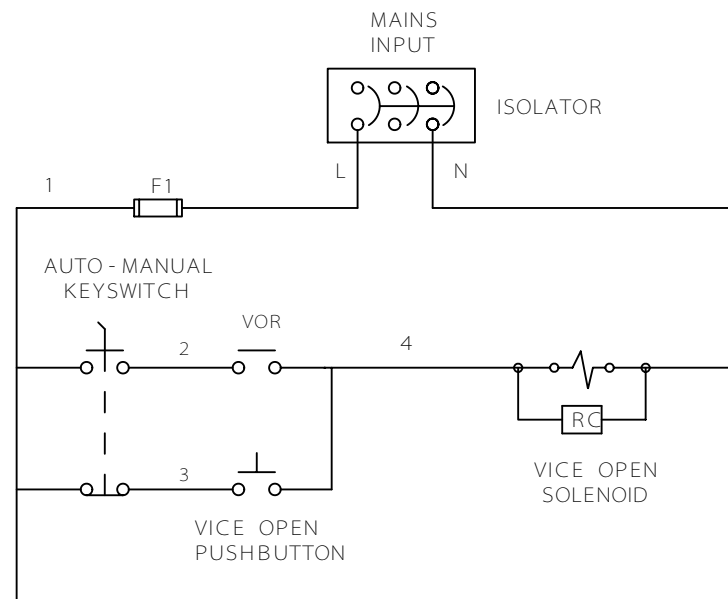 MAINS
INPUT
ISOLATOR
L
N
1
F1
AUTO - MANUAL
KEYSWITCH
2
VOR
4
RC
3
VICE OPEN
SOLENOID
VICE OPEN
PUSHBUTTON